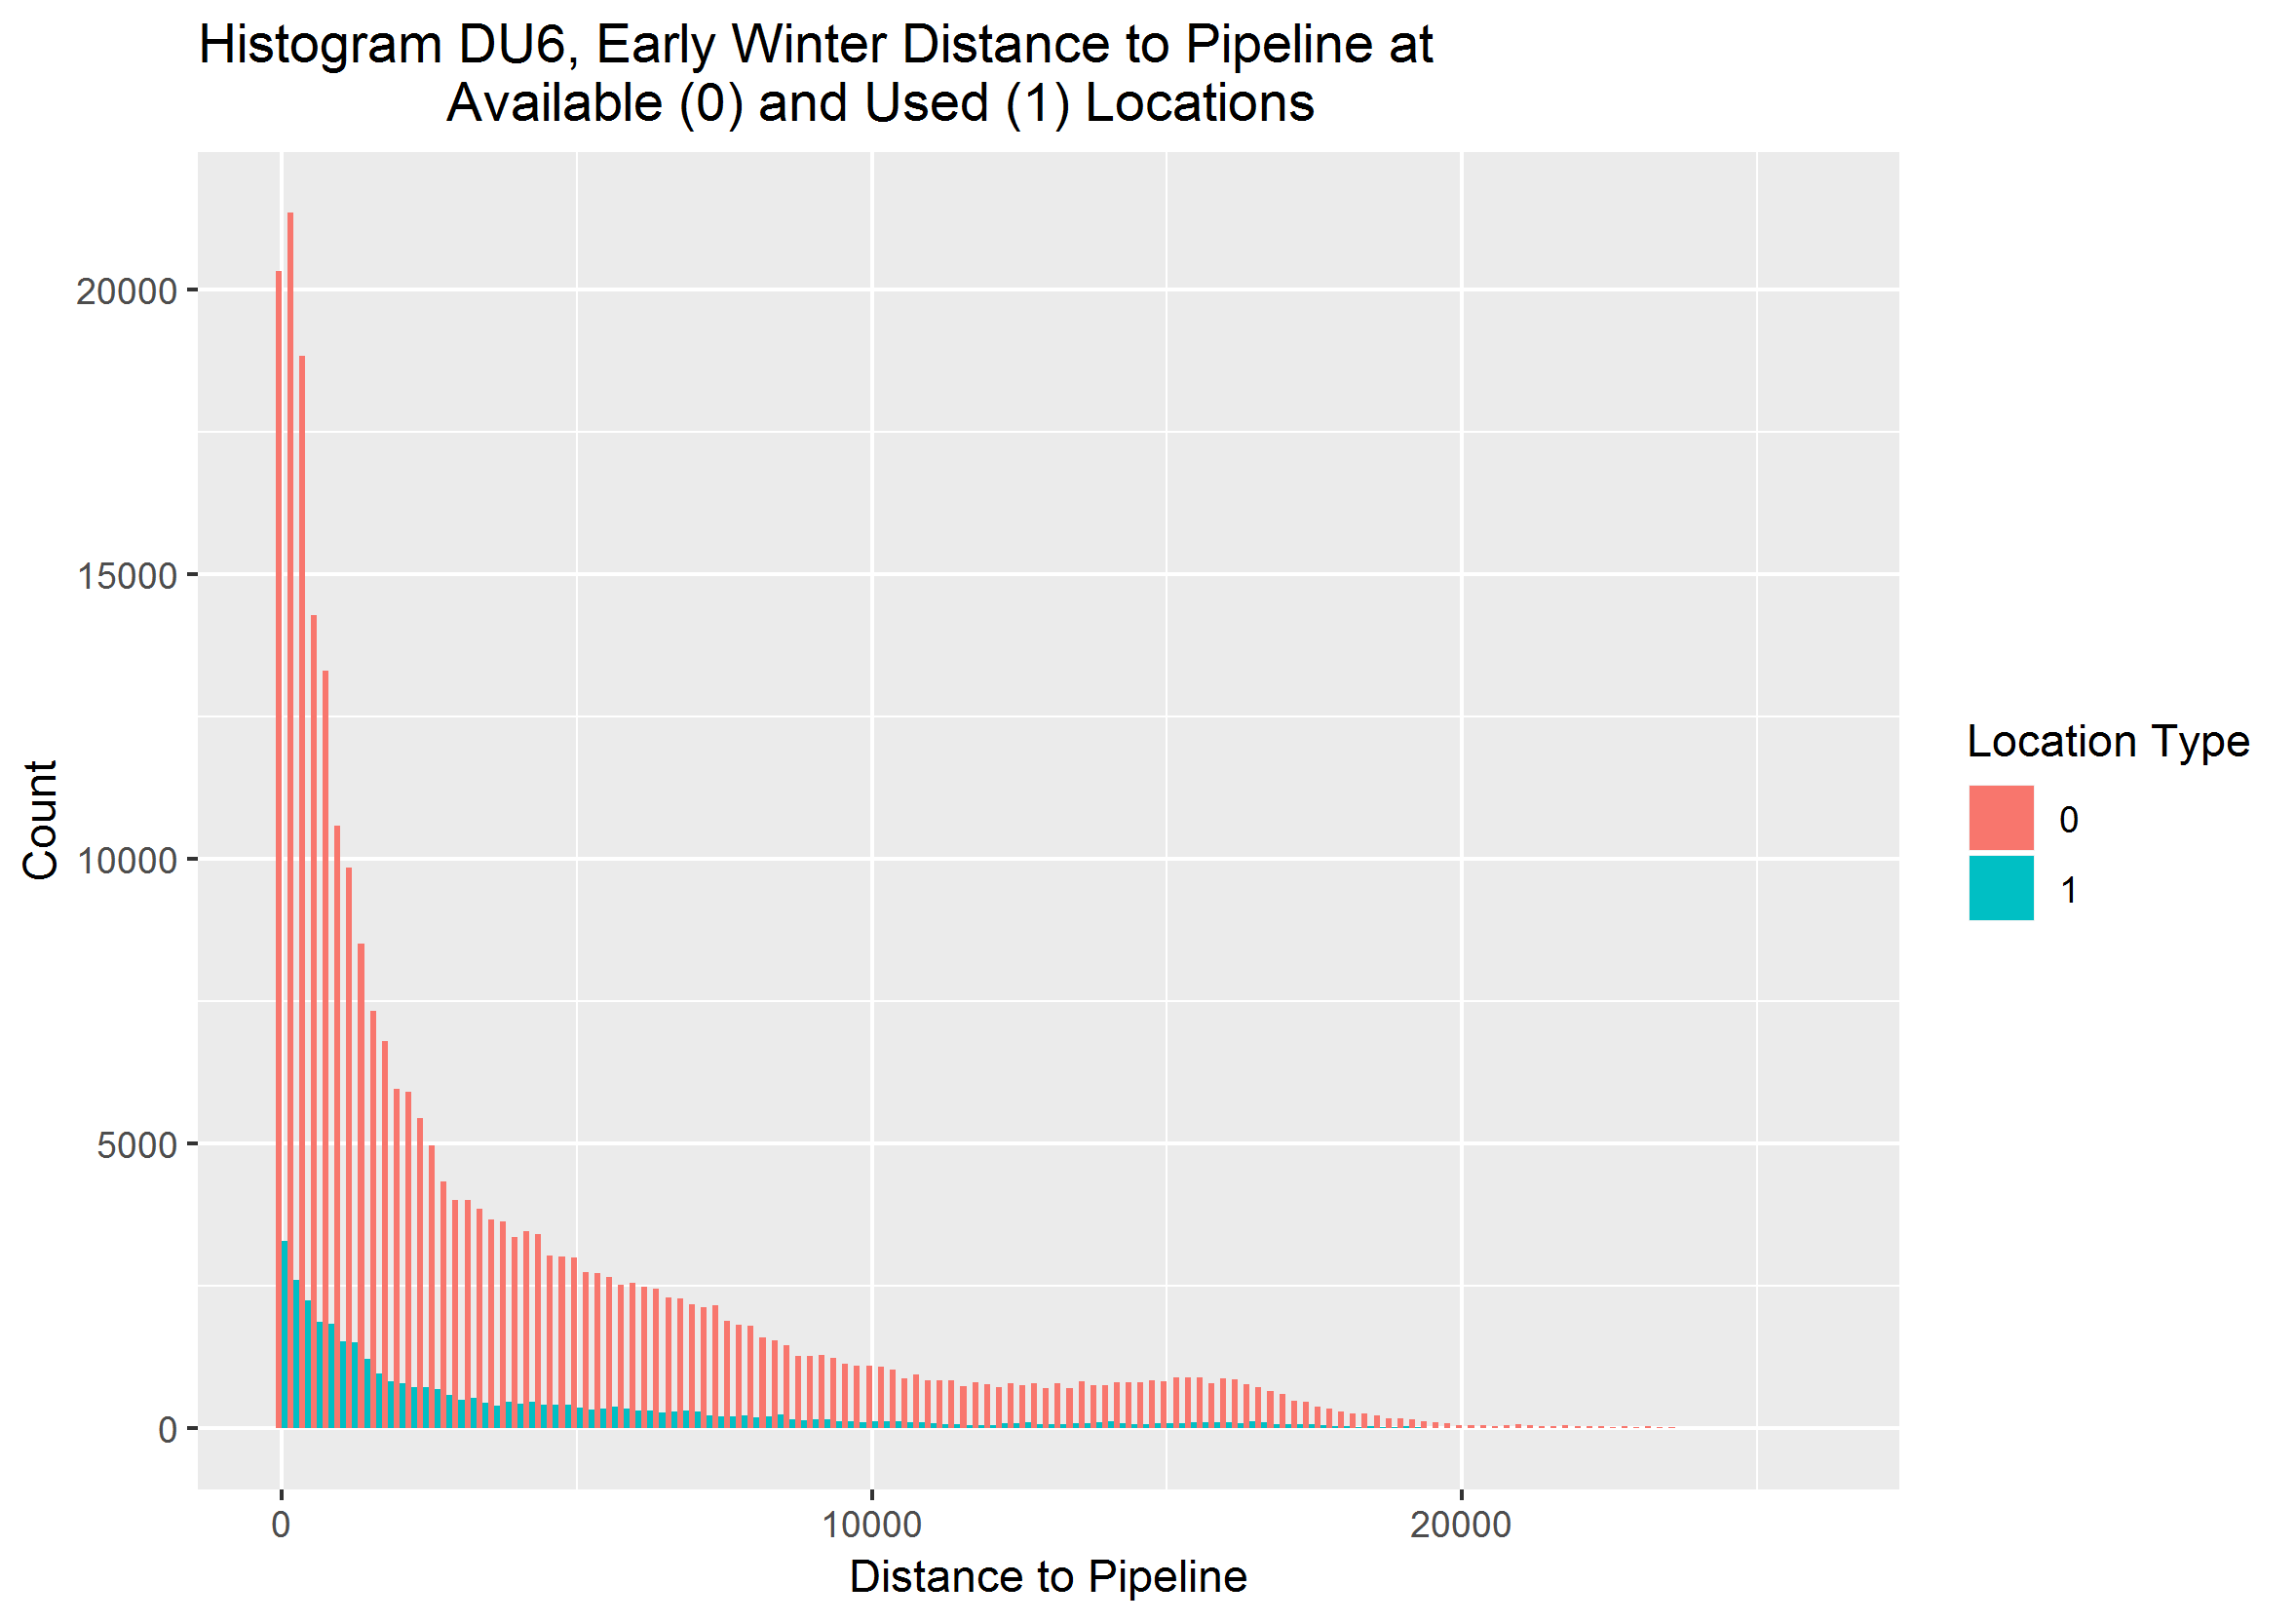 Histogram DU6, Early Winter Distance to Pipeline at
Available (0) and Used (1) Locations
20000
15000
10000
5000
0
Count
0
10000
20000
Distance to Pipeline
Location Type
0
1